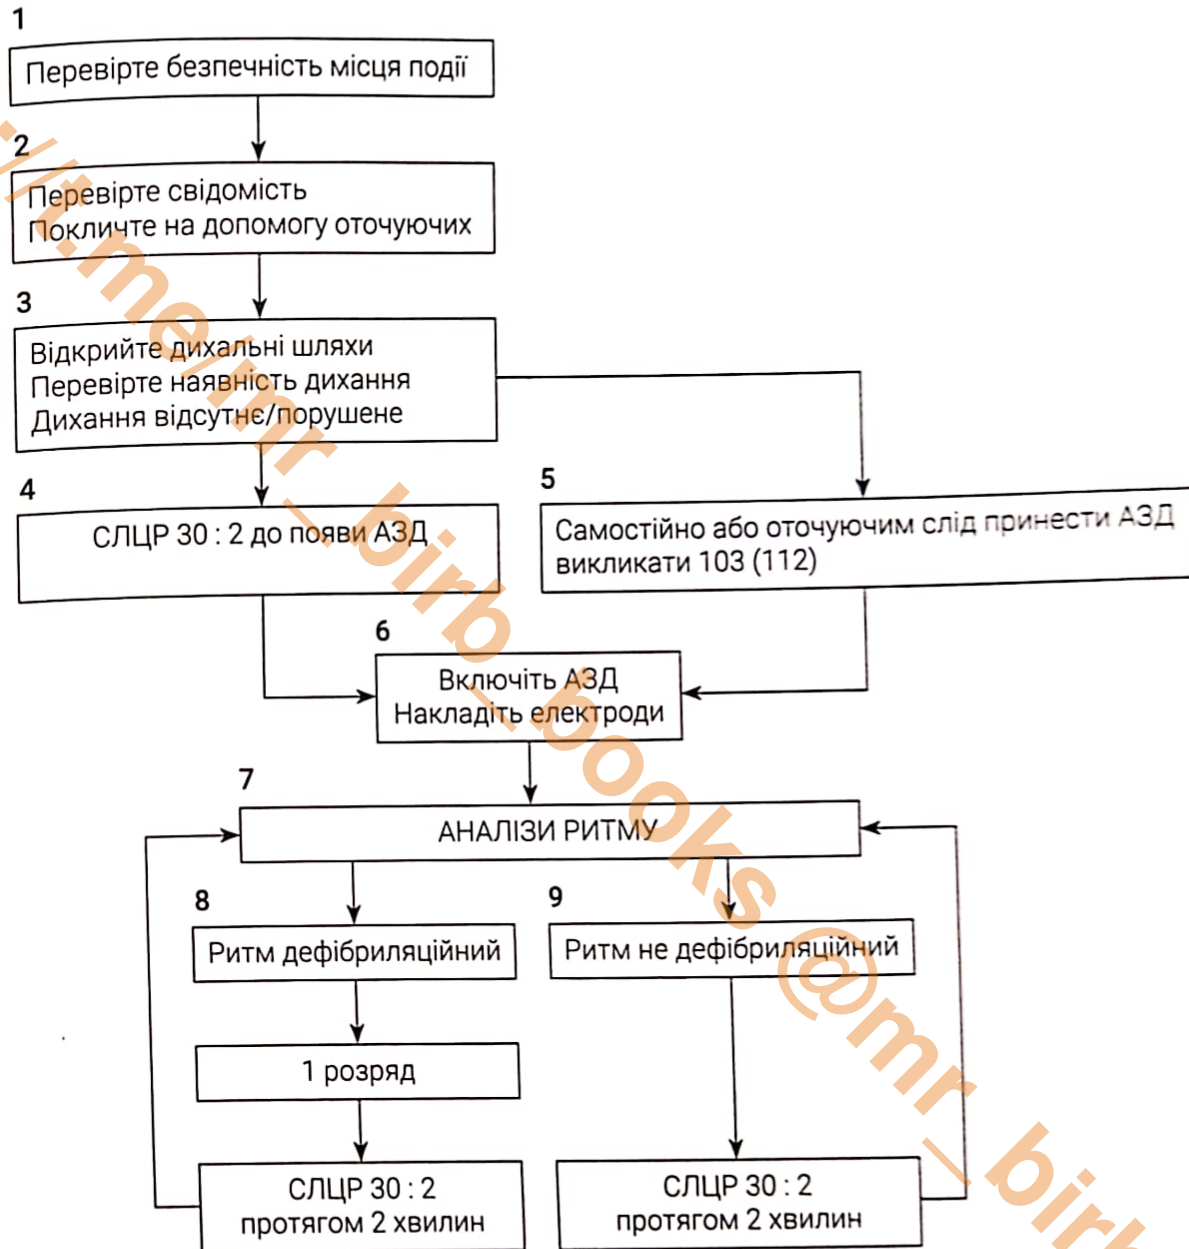 1
Перевірте безпечність місця події
2
Перевірте свідомість
Покличте на допомогу оточуючих
3
Відкрийте дихальні шляхи
Перевірте наявність дихання
Дихання відсутнє/порушене
4
СЛЦР 30 : 2 до появи АЗД
5
Самостійно або оточуючим слід принести АЗД
викликати 103 (112)
6
Включіть АЗД
Накладіть електроди
7
АНАЛІЗИ РИТМУ
8
Ритм дефібриляційний
9
Ритм не дефібриляційний
1 розряд
СЛЦР 30 : 2
протягом 2 хвилин
СЛЦР 30 : 2
протягом 2 хвилин
://t.me/mr_birb_books @mr_birb